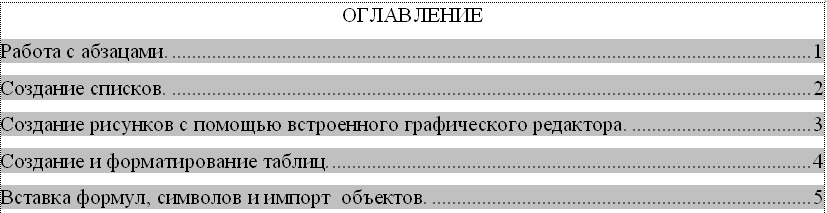 ОГЛАВЛЕНИЕ
Работа с абзацами. ........................................................................................................ 1
Создание списков. ........................................................................................................ 2
Создание рисунков с помощью встроенного графического редактора. .............................. 3
Создание и форматирование таблиц. ............................................................................. 4
Вставка формул, символов и импорт  объектов. ............................................................. 5